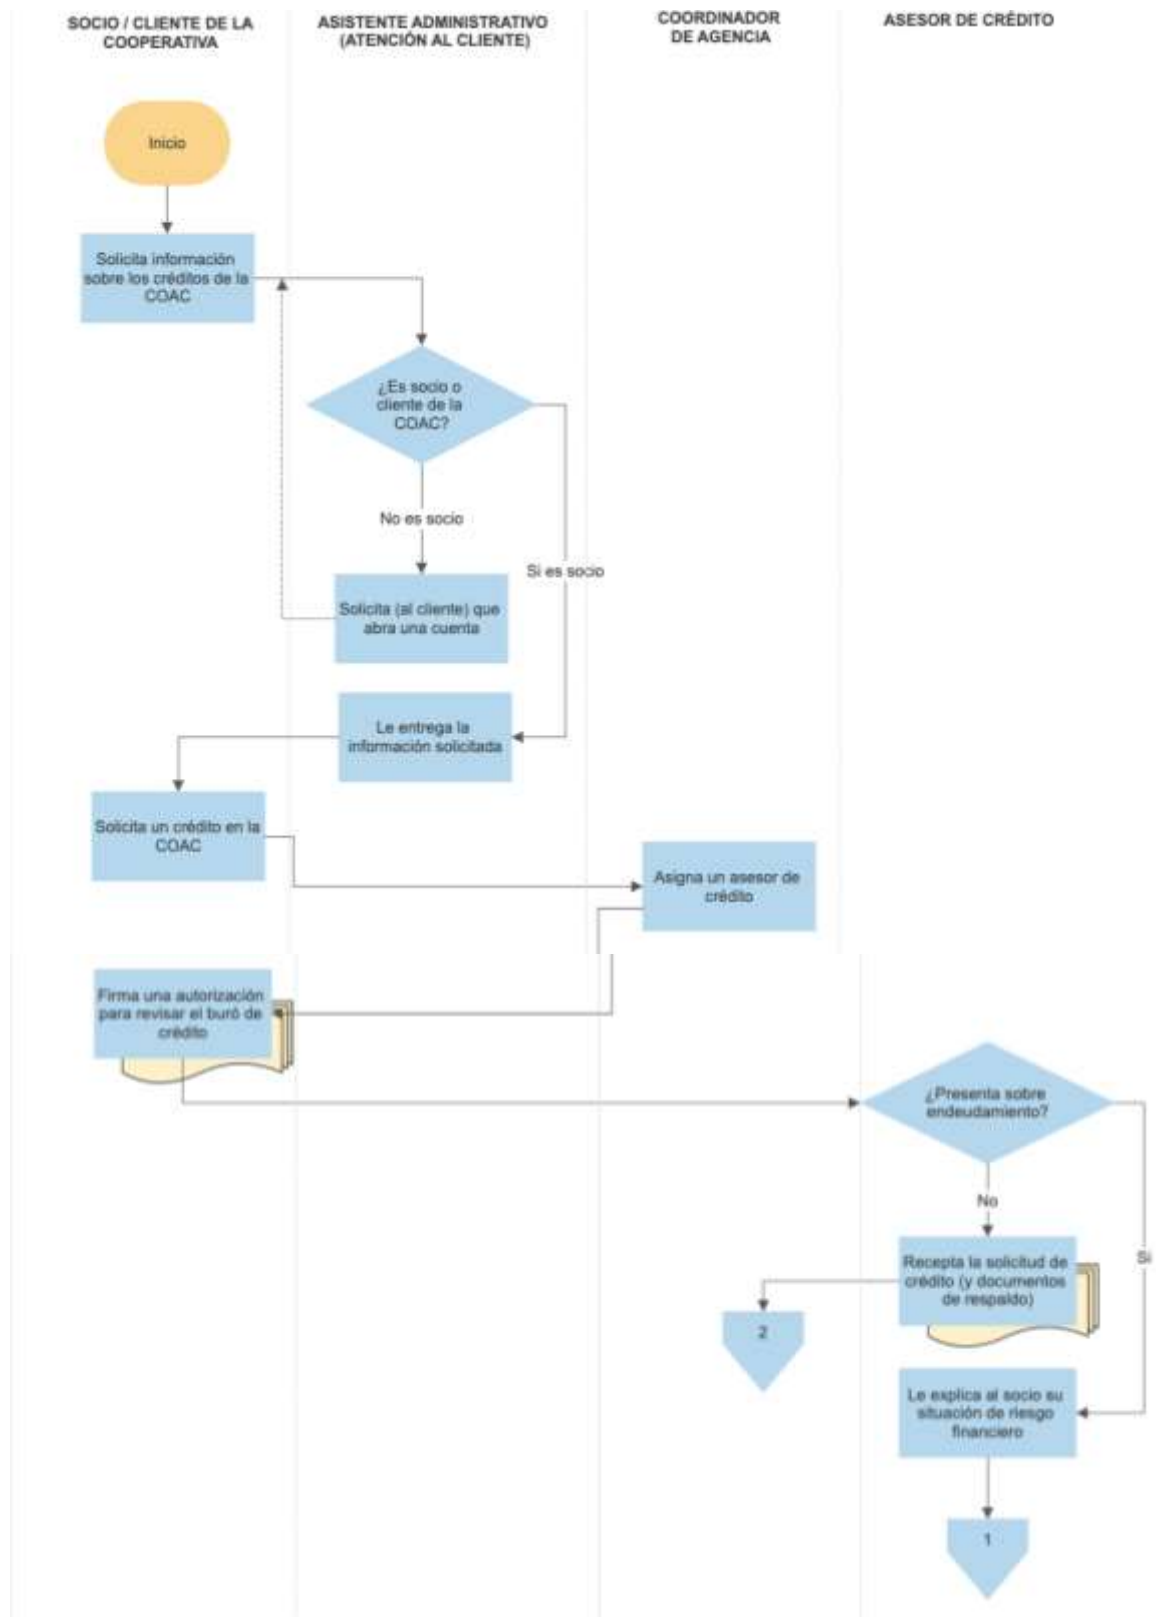 SOCIO / CLIENTE DE LA
COOPERATIVA
ASISTENTE ADMINISTRATIVO
(ATENCIÓN AL CLIENTE)
COORDINADOR
DE AGENCIA
ASESOR DE CRÉDITO
Inicio
Solicita información
sobre los créditos de la
COAC
¿Es socio o
cliente de la
COAC?
No es socio
Si es socio
Solicita (al cliente) que
abra una cuenta
Le entrega la
información solicitada
Solicita un crédito en la
COAC
Asigna un asesor de
crédito
Firma una autorización
para revisar el buró de
crédito
¿Presenta sobre
endeudamiento?
No
Si
Recepta la solicitud de
crédito (y documentos
de respaldo)
2
Le explica al socio su
situación de riesgo
financiero
1